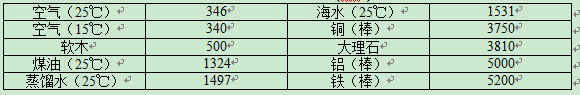 空气（25℃） 346 海水（25℃） 1531
空气（15℃） 340 铜（棒） 3750
软木 500 大理石 3810
煤油（25℃） 1324 铝（棒） 5000
蒸馏水（25℃） 1497 铁（棒） 5200